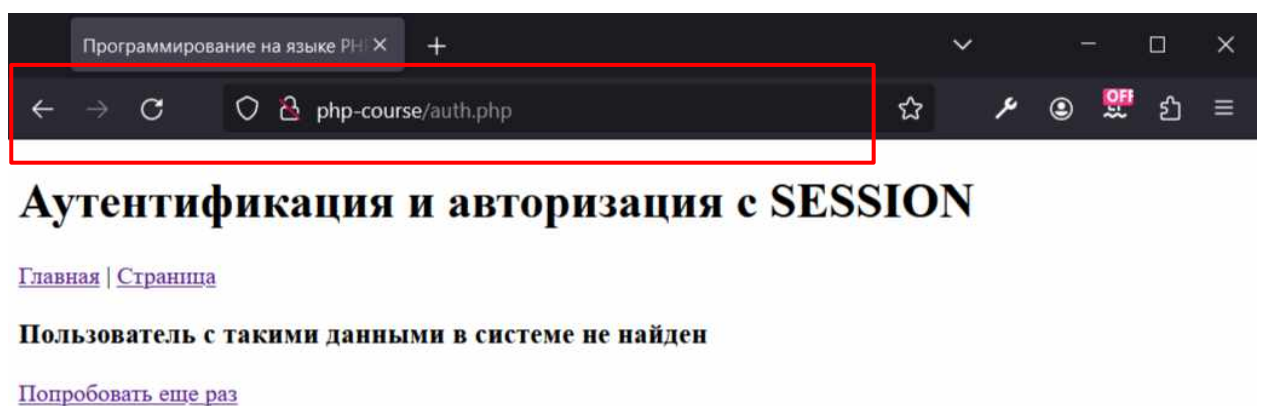 Программирование на языке PH
php-course/auth.php
OFF
Аутентификация и авторизация с SESSION
Главная | Страница
Пользователь с такими данными в системе не найден
Попробовать еще раз